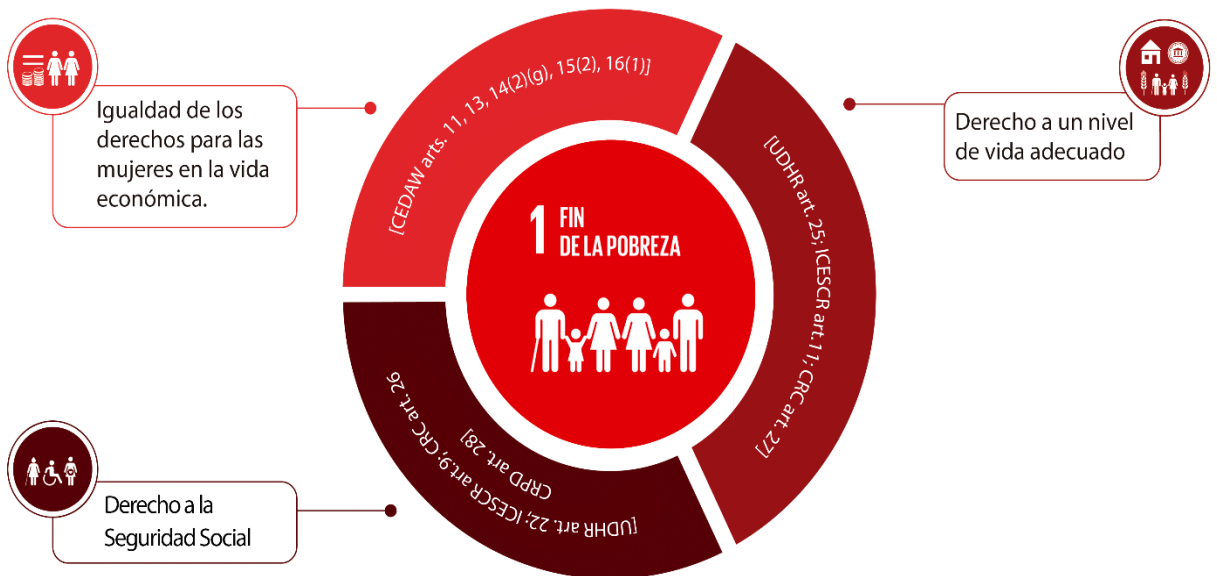 Igualdad de los
derechos para las
mujeres en la vida
económica.
[CEDAW arts. 11, 13, 14(2)(g), 15(2), 16(1)]
Derecho a un nivel
de vida adecuado
[UDHR art. 25; ICESCR art.11; CRC art. 27]
1 FIN
DE LA POBREZA
Derecho a la
Seguridad Social
[UDHR art. 22; ICESCR art.9; CRC art. 26
CRPD art. 28]